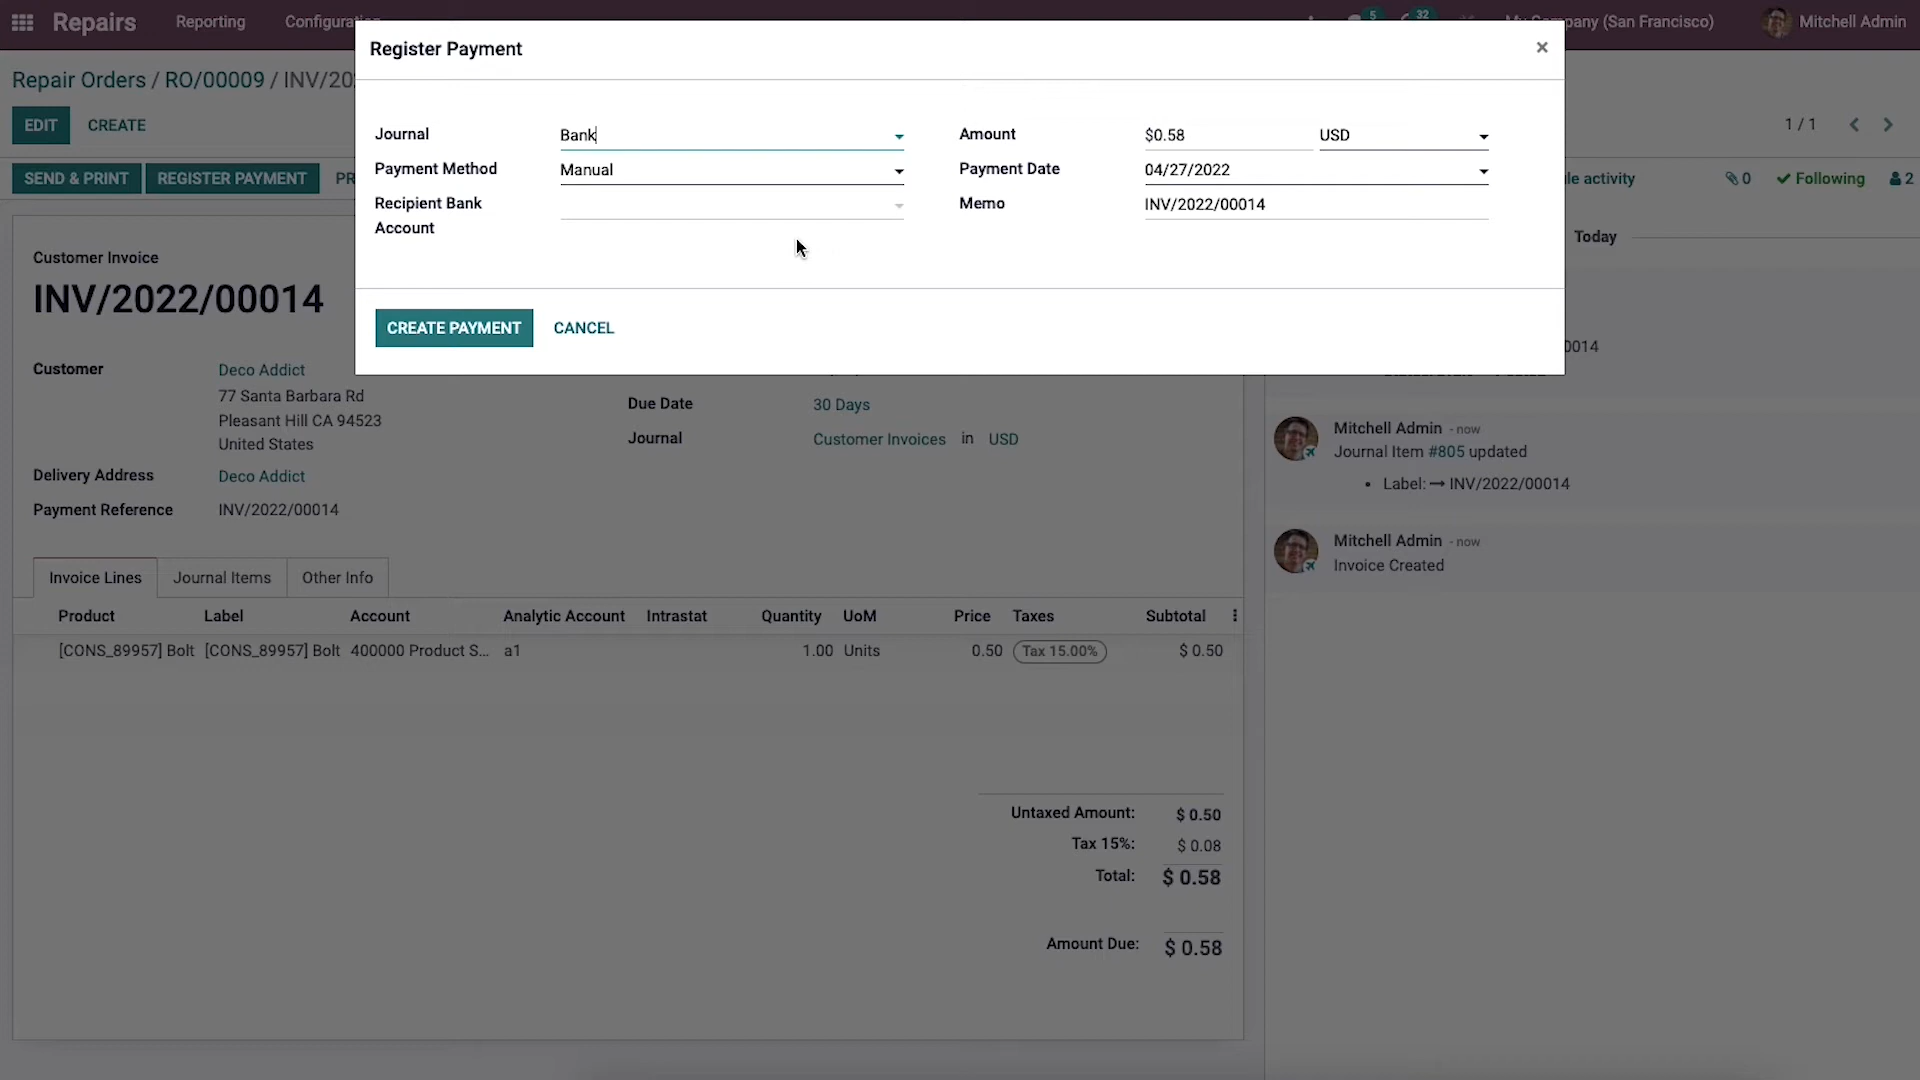 Repairs Reporting 5 32 (San Francisco) Mitchell Admin
Register Payment ×
Repair Orders / RO/00009 /
EDIT CREATE
1 / 1
Journal Bank Amount $0.58 USD
Payment Method Manual Payment Date 04/27/2022
Recipient Bank Account Memo INV/2022/00014
SEND & PRINT REGISTER PAYMENT
activity 0 Following 2
Today
CREATE PAYMENT CANCEL
Customer Invoice
INV/2022/00014
Customer Deco Addict
77 Santa Barbara Rd
Pleasant Hill CA 94523
United States
Delivery Address Deco Addict
Payment Reference INV/2022/00014
Due Date 30 Days
Journal Customer Invoices in USD
Mitchell Admin - now
Journal Item #805 updated
• Label: → INV/2022/00014
Mitchell Admin - now
Invoice Created
Invoice Lines Journal Items Other Info
Product Label Account Analytic Account Intrastat Quantity UoM Price Taxes Subtotal
[CONS_89957] Bolt [CONS_89957] Bolt 400000 Product S... a1 1.00 Units 0.50 Tax 15.00% $ 0.50
Untaxed Amount: $ 0.50
Tax 15%: $ 0.08
Total: $ 0.58
Amount Due: $ 0.58